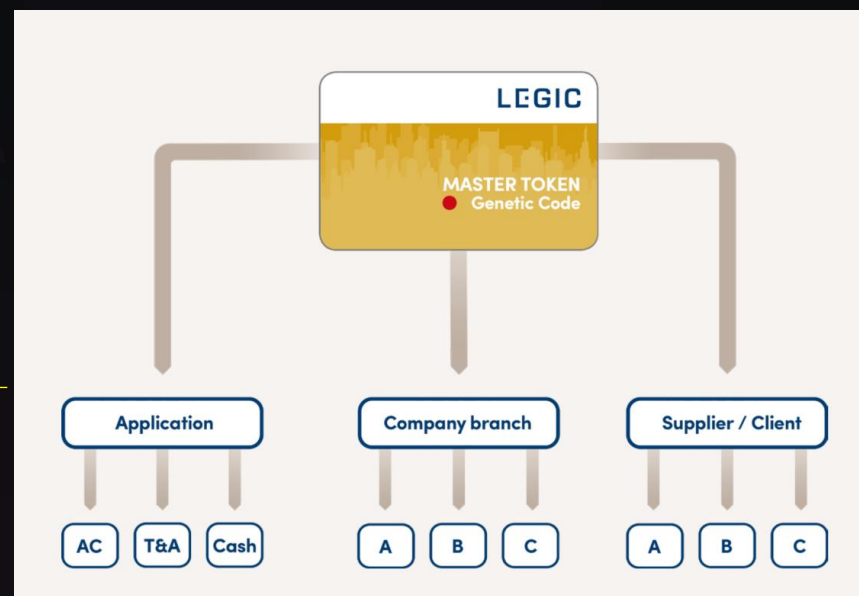 LEGIC
MASTER TOKEN
Genetic Code
Application
Company branch
Supplier / Client
AC
T&A
Cash
A
B
C
A
B
C